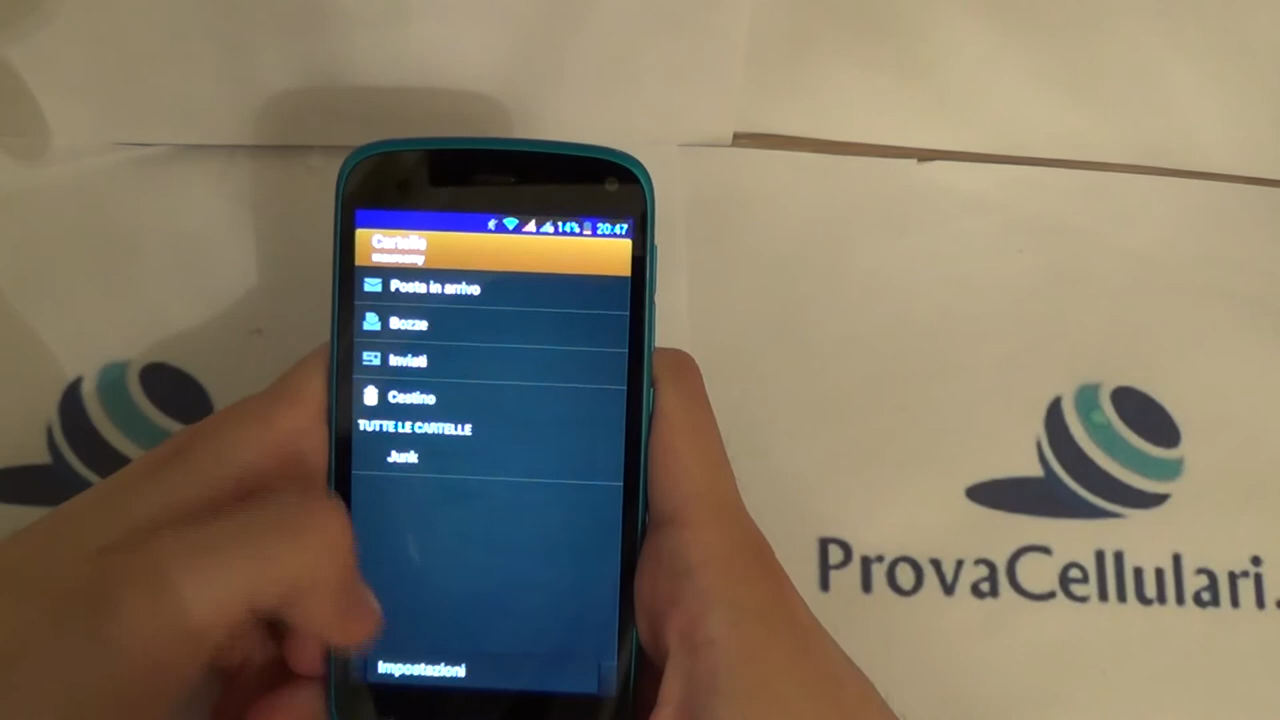 14% 20:47
Cartelle
Posta in arrivo
Bozze
Inviati
Cestino
TUTTE LE CARTELLE
Junk
Impostazioni
ProvaCellulari.